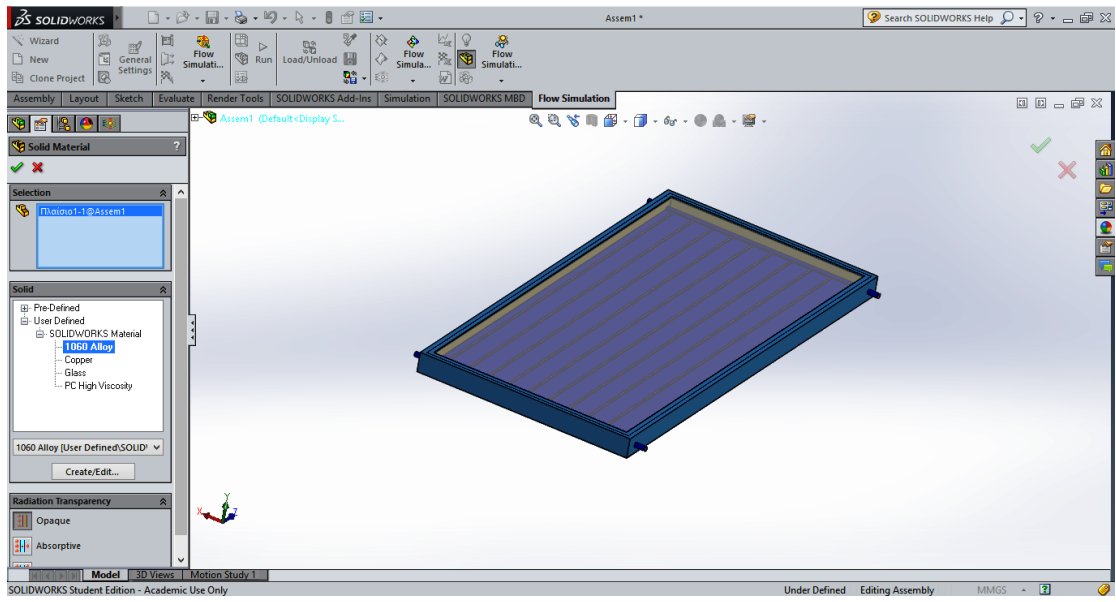 SOLIDWORKS
Assem1 *
Search SOLIDWORKS Help
Wizard
New
Clone Project
General Settings
Flow Simulati...
Run
Load/Unload
Flow Simula...
Flow Simulati...
Assembly Layout Sketch Evaluate Render Tools SOLIDWORKS Add-Ins Simulation SOLIDWORKS MBD Flow Simulation
Assem1 (Default<Display S...
Solid Material ?
Selection
Πλαίσιο1-1@Assem1
Solid
Pre-Defined
User Defined
SOLIDWORKS Material
1060 Alloy
Copper
Glass
PC High Viscosity
1060 Alloy [User Defined\SOLID
Create/Edit...
Radiation Transparency
Opaque
Absorptive
Y
X
Z
Model 3D Views Motion Study 1
SOLIDWORKS Student Edition - Academic Use Only
Under Defined Editing Assembly MMGS